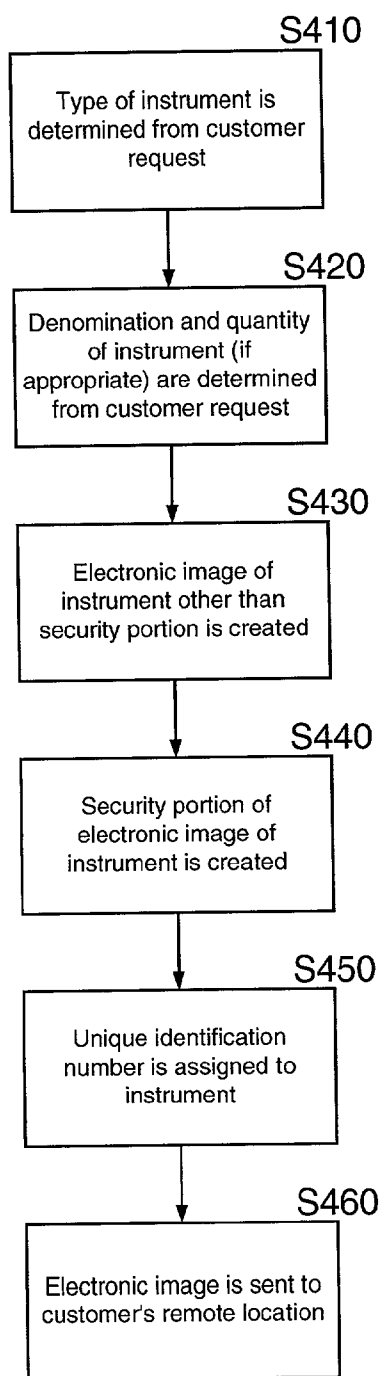 S410
Type of instrument is
determined from customer
request
S420
Denomination and quantity
of instrument (if
appropriate) are determined
from customer request
S430
Electronic image of
instrument other than
security portion is created
S440
Security portion of
electronic image of
instrument is created
S450
Unique identification
number is assigned to
instrument
S460
Electronic image is sent to
customer's remote location